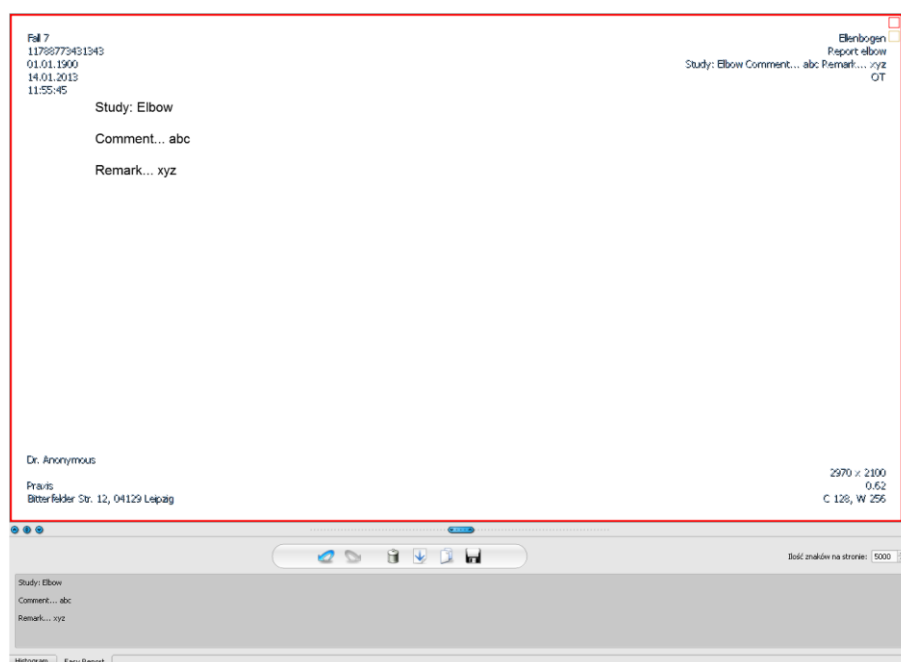 Fall 7
11788773431343
01.01.1900
14.01.2013
11:55:45
Ellenbogen
Report elbow
Study: Elbow Comment... abc Remark... xyz
OT
Study: Elbow
Comment... abc
Remark... xyz
Dr. Anonymous
Praxis
Bitterfelder Str. 12, 04129 Leipzig
2970 x 2100
0.62
C 128, W 256
Ilość znaków na stronie: 5000
Study: Elbow
Comment... abc
Remark... xyz
Histogram
Easy Report